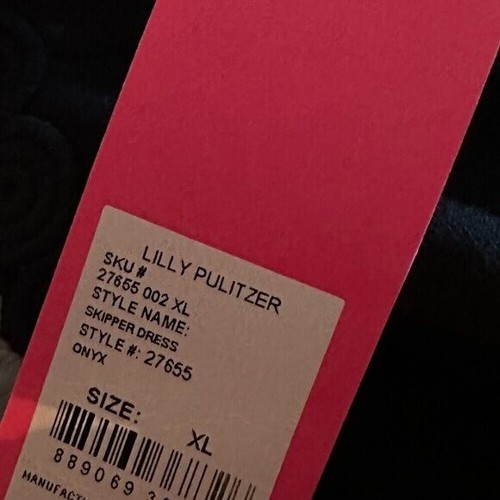 LILLY PULITZER
SKU #
27655 002 XL
STYLE NAME:
SKIPPER DRESS
STYLE #: 27655
ONYX
SIZE: XL
889069